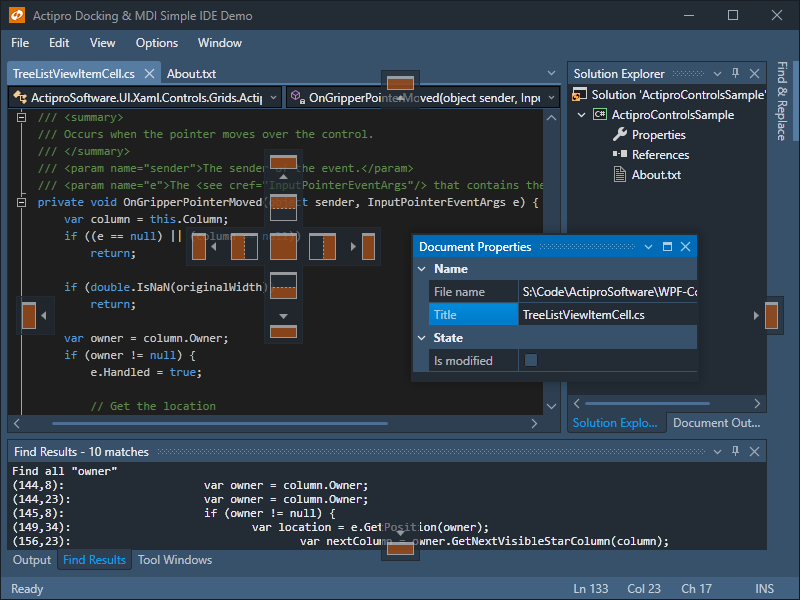 Actipro Docking & MDI Simple IDE Demo
File Edit View Options Window
TreeListViewItemCell.cs About.txt
ActiproSoftware.UI.Xaml.Controls.Grids.Actip OnGripperPointerMoved(object sender, Inpu
/// <summary>
/// Occurs when the pointer moves over the control.
/// </summary>
/// <param name="sender">The sender of the event.</param>
/// <param name="e">The <see cref="InputPointerEventArgs"/> that contains the
private void OnGripperPointerMoved(object sender, InputPointerEventArgs e) {
var column = this.Column;
if ((e == null) || (column == null))
return;
if (double.IsNaN(originalWidth)
return;
var owner = column.Owner;
if (owner != null) {
e.Handled = true;
// Get the location
Document Properties
Name
File name S:\Code\ActiproSoftware\WPF-Co
Title TreeListViewItemCell.cs
State
Is modified
Solution Explorer
Solution 'ActiproControlsSample'
ActiproControlsSample
Properties
References
About.txt
Solution Explo... Document Out...
Find & Replace
Find Results - 10 matches
Find all "owner"
(144,8): var owner = column.Owner;
(144,23): var owner = column.Owner;
(145,8): if (owner != null) {
(149,34): var location = e.GetPosition(owner);
(156,23): var nextColumn = owner.GetNextVisibleStarColumn(column);
Output Find Results Tool Windows
Ready Ln 133 Col 23 Ch 17 INS